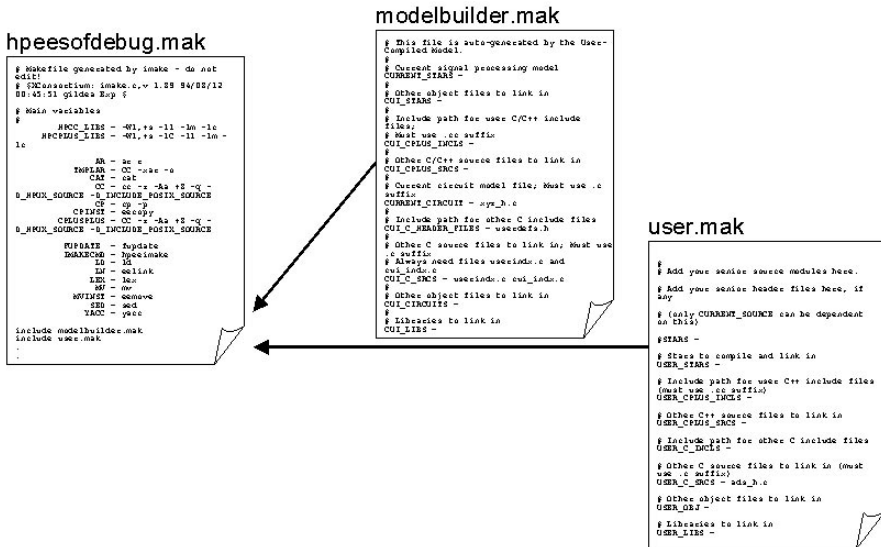 hpeesofdebug.mak
# Makefile generated by imake - do not
edit!
# $XConsortium: imake.c,v 1.89 94/08/12
00:45:51 gildea Exp $
# Main variables
#
HPCC_LIBS = -Wl,+s -ll -lm -lc
HPCPLUS_LIBS = -Wl,+s -lC -ll -lm -
lc
AR = ar c
TMPLAR = CC -xar -o
CAT = cat
CC = cc -z -Aa +Z -q -
D_HPUX_SOURCE -D_INCLUDE_POSIX_SOURCE
CP = cp -p
CPINST = eecopy
CPLUSPLUS = CC -z -Aa +Z -q -
D_HPUX_SOURCE -D_INCLUDE_POSIX_SOURCE
FUPDATE = fupdate
IMAKECMD = hpeeimake
LD = ld
LN = eelink
LEX = lex
MV = mv
MVINST = eemove
SED = sed
YACC = yacc
include modelbuilder.mak
include user.mak
.
.
modelbuilder.mak
# This file is auto-generated by the User-
Compiled Model.
#
# Current signal processing model
CURRENT_STARS =
#
# Other object files to link in
CUI_STARS =
#
# Include path for user C/C++ include
files;
# Must use .cc suffix
CUI_CPLUS_INCLS =
#
# Other C/C++ source files to link in
CUI_CPLUS_SRCS =
#
# Current circuit model file; Must use .c
suffix
CURRENT_CIRCUIT = xyz_h.c
#
# Include path for other C include files
CUI_C_HEADER_FILES = userdefs.h
#
# Other C source files to link in; Must use
.c suffix
# Always need files userindx.c and
cui_indx.c
CUI_C_SRCS = userindx.c cui_indx.c
#
# Other object files to link in
CUI_CIRCUITS =
#
# Libraries to link in
CUI_LIBS =
user.mak
#
# Add your senior source modules here.
# Add your senior header files here, if
any
# (only CURRENT_SOURCE can be dependent
on this)
#STARS =
# Stars to compile and link in
USER_STARS =
# Include path for user C++ include files
(must use .cc suffix)
USER_CPLUS_INCLS =
# Other C++ source files to link in
USER_CPLUS_SRCS =
# Include path for other C include files
USER_C_INCLS =
# Other C source files to link in (must
use .c suffix)
USER_C_SRCS = ads_h.c
# Other object files to link in
USER_OBJ =
# Libraries to link in
USER_LIBS =